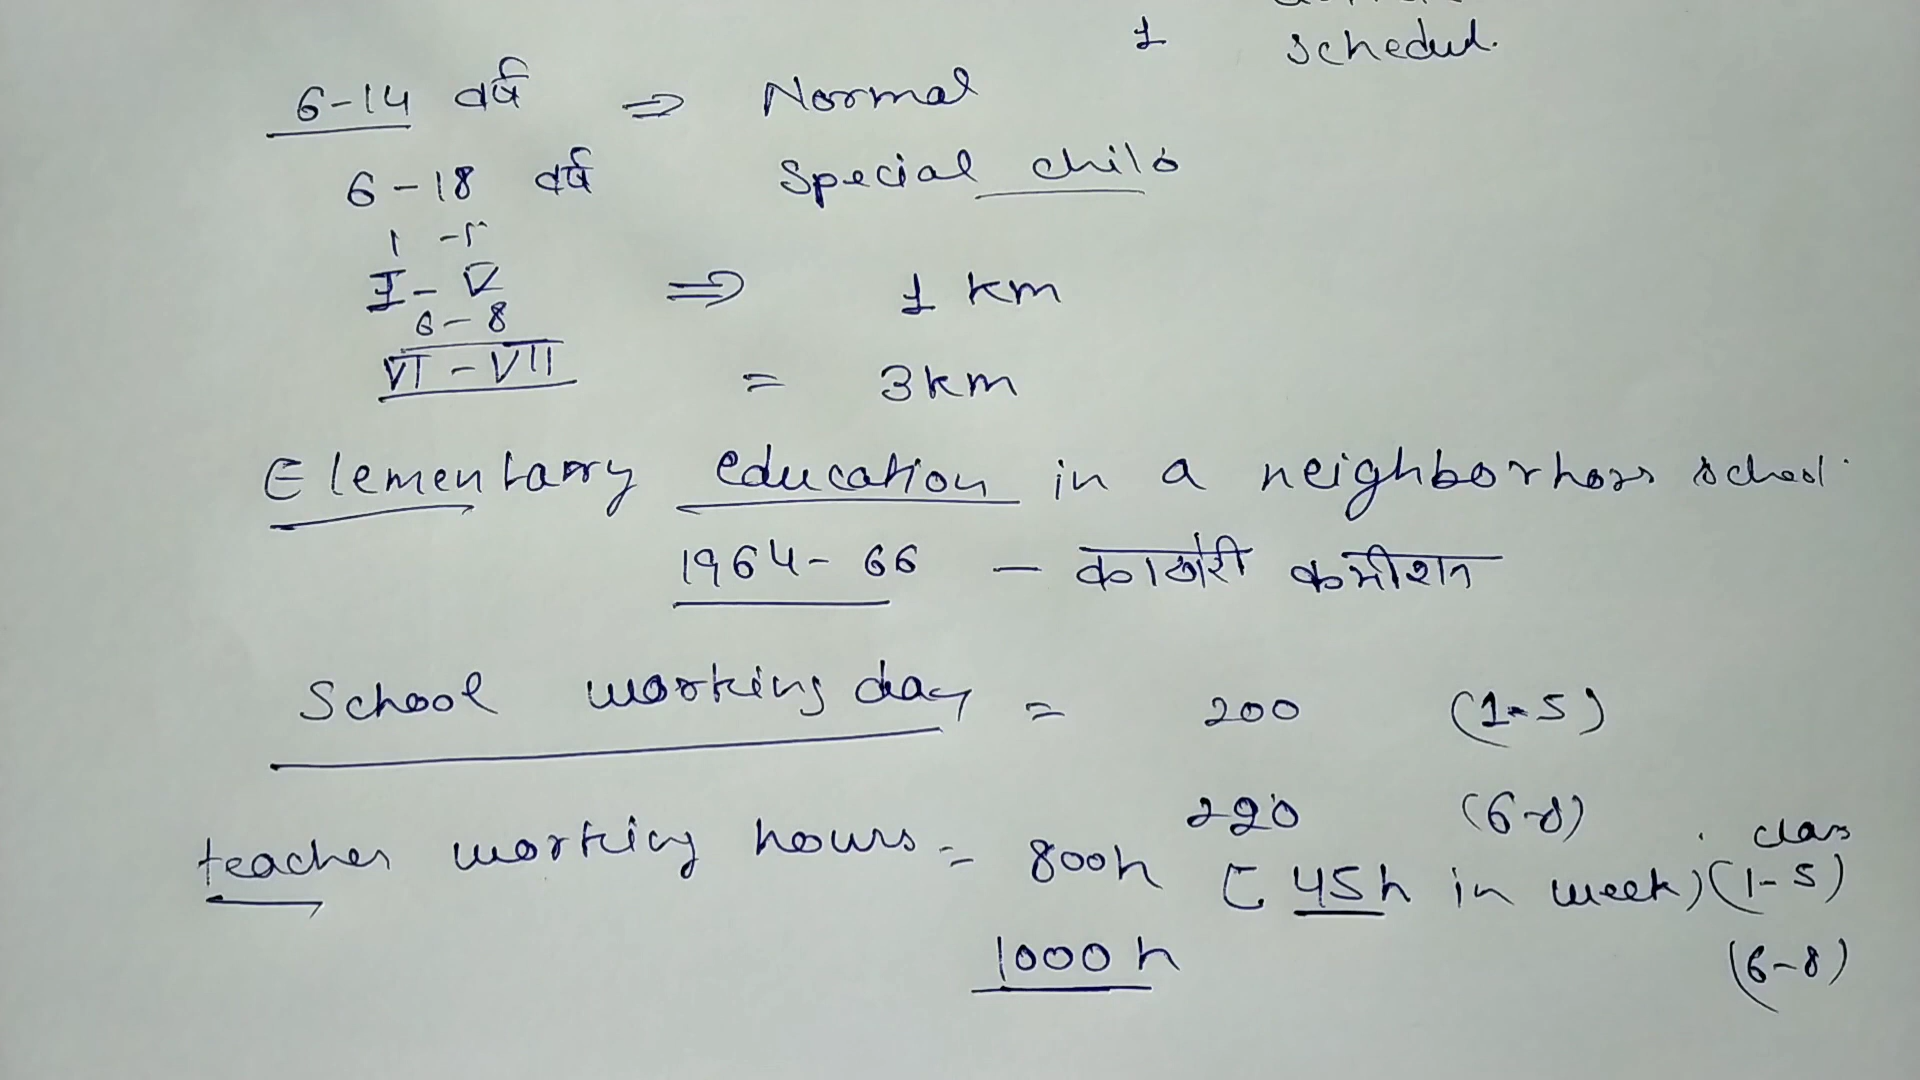 1 schedul.
6-14 वर्ष ⇒ Normal
6-18 वर्ष Special child
1 -5
I - V ⇒ 1 km
6-8
VI - VII = 3km
Elementary education in a neighborhood school.
1964-66 - काठोरी कमीशन
School working day = 200 (1-5)
220 (6-8)
teacher working hours = 800h [45h in week) (1-5)
class
1000 h (6-8)